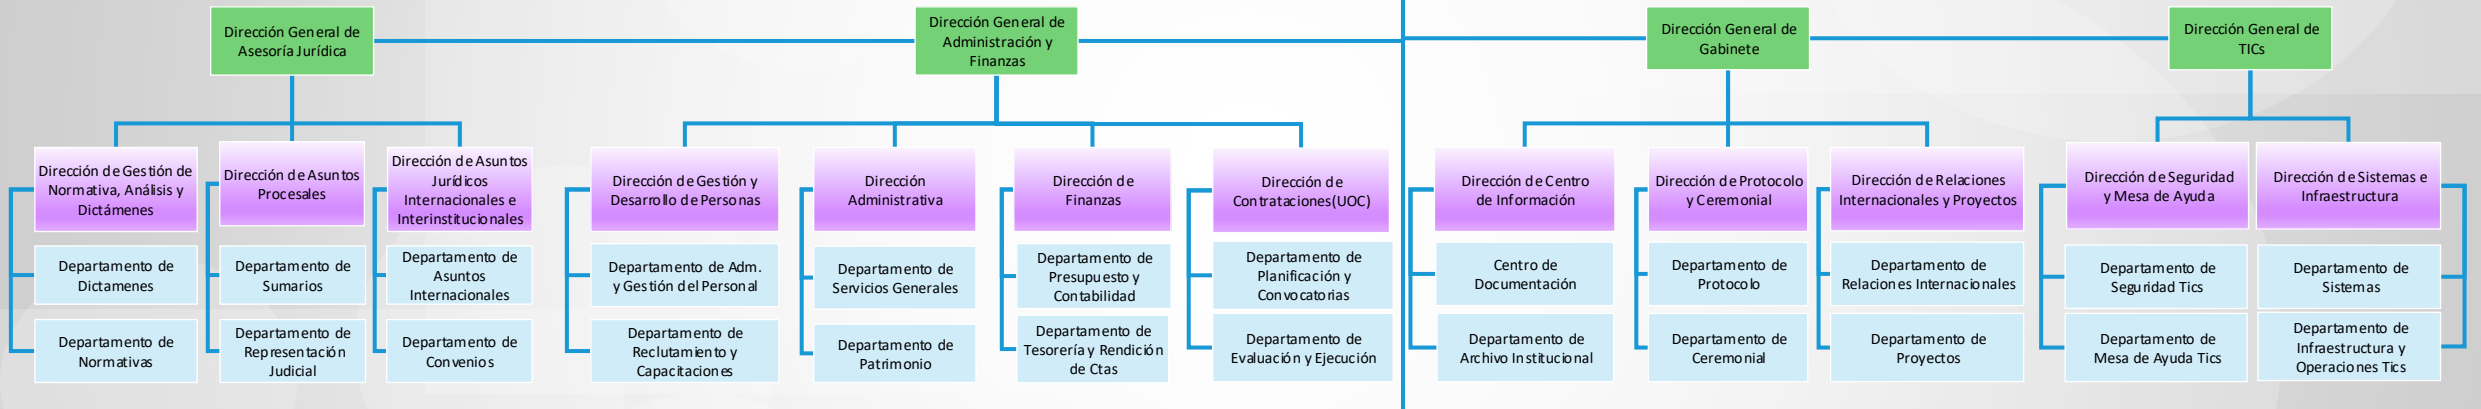 Dirección General de
Asesoría Jurídica
Dirección General de
Administración y
Finanzas
Dirección General de
Gabinete
Dirección General de
TICs
Dirección de Gestión de
Normativa, Análisis y
Dictámenes
Dirección de Asuntos
Procesales
Dirección de Asuntos
Jurídicos
Internacionales e
Interinstitucionales
Dirección de Gestión y
Desarrollo de Personas
Dirección
Administrativa
Dirección de
Finanzas
Dirección de
Contrataciones(UOC)
Dirección de Centro
de Información
Dirección de Protocolo
y Ceremonial
Dirección de Relaciones
Internacionales y Proyectos
Dirección de Seguridad
y Mesa de Ayuda
Dirección de Sistemas e
Infraestructura
Departamento de
Dictamenes
Departamento de
Sumarios
Departamento de
Asuntos
Internacionales
Departamento de Adm.
y Gestión del Personal
Departamento de
Servicios Generales
Departamento de
Presupuesto y
Contabilidad
Departamento de
Planificación y
Convocatorias
Centro de
Documentación
Departamento de
Protocolo
Departamento de
Relaciones Internacionales
Departamento de
Seguridad Tics
Departamento de
Sistemas
Departamento de
Normativas
Departamento de
Representación
Judicial
Departamento de
Convenios
Departamento de
Reclutamiento y
Capacitaciones
Departamento de
Patrimonio
Departamento de
Tesorería y Rendición
de Ctas
Departamento de
Evaluación y Ejecución
Departamento de
Archivo Institucional
Departamento de
Ceremonial
Departamento de
Proyectos
Departamento de
Mesa de Ayuda Tics
Departamento de
Infraestructura y
Operaciones Tics